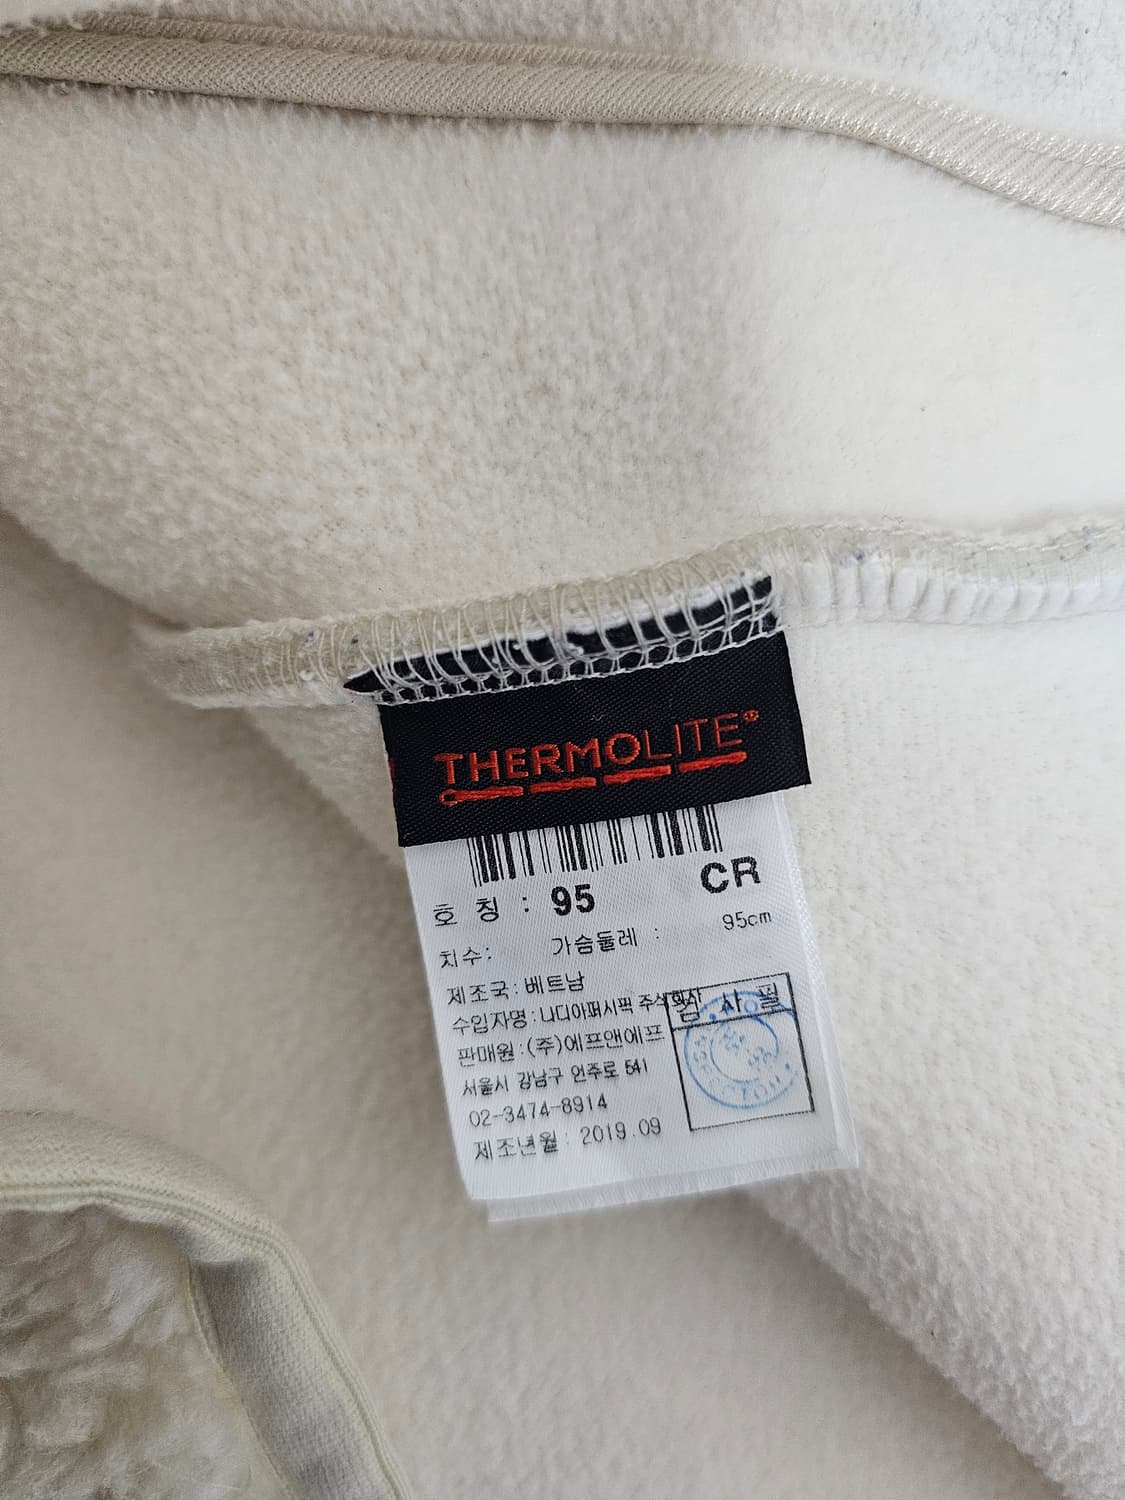 THERMOLITE®
호 칭 : 95 CR
치수: 가슴둘레 : 95cm
제조국:베트남
수입자명:나디아퍼시픽 주식회사
검 사 필
판매원:(주)에프앤에프
서울시 강남구 언주로 541
02-3474-8914
제조년월: 2019.09